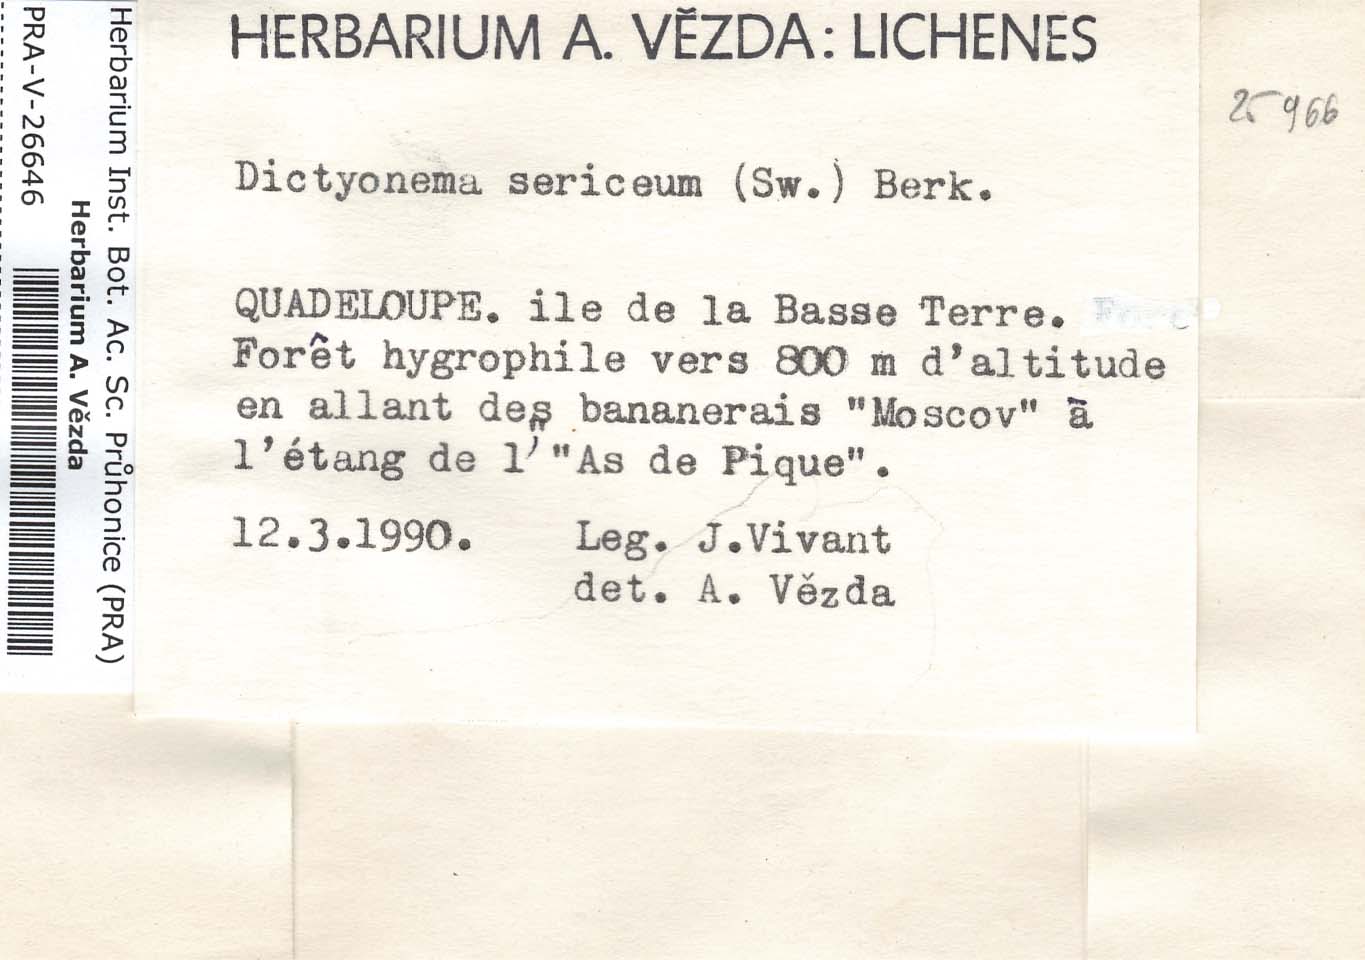 HERBARIUM A. VĚZDA: LICHENES
25966
Dictyonema sericeum (Sw.) Berk.
QUADELOUPE. ile de la Basse Terre.
Forêt hygrophile vers 800 m d'altitude
en allant des bananerais "Moscov" à
l'étang de l' "As de Pique".
12.3.1990. Leg. J.Vivant
det. A. Vězda
Herbarium Inst. Bot. Ac. Sc. Průhonice (PRA)
Herbarium A. Vězda
PRA-V-26646